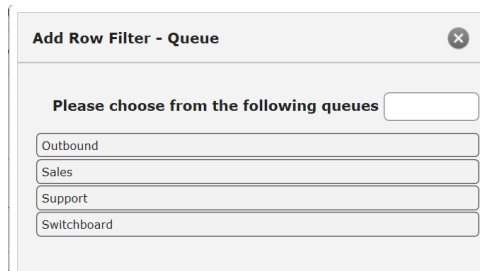 Add Row Filter - Queue
Please choose from the following queues
Outbound
Sales
Support
Switchboard